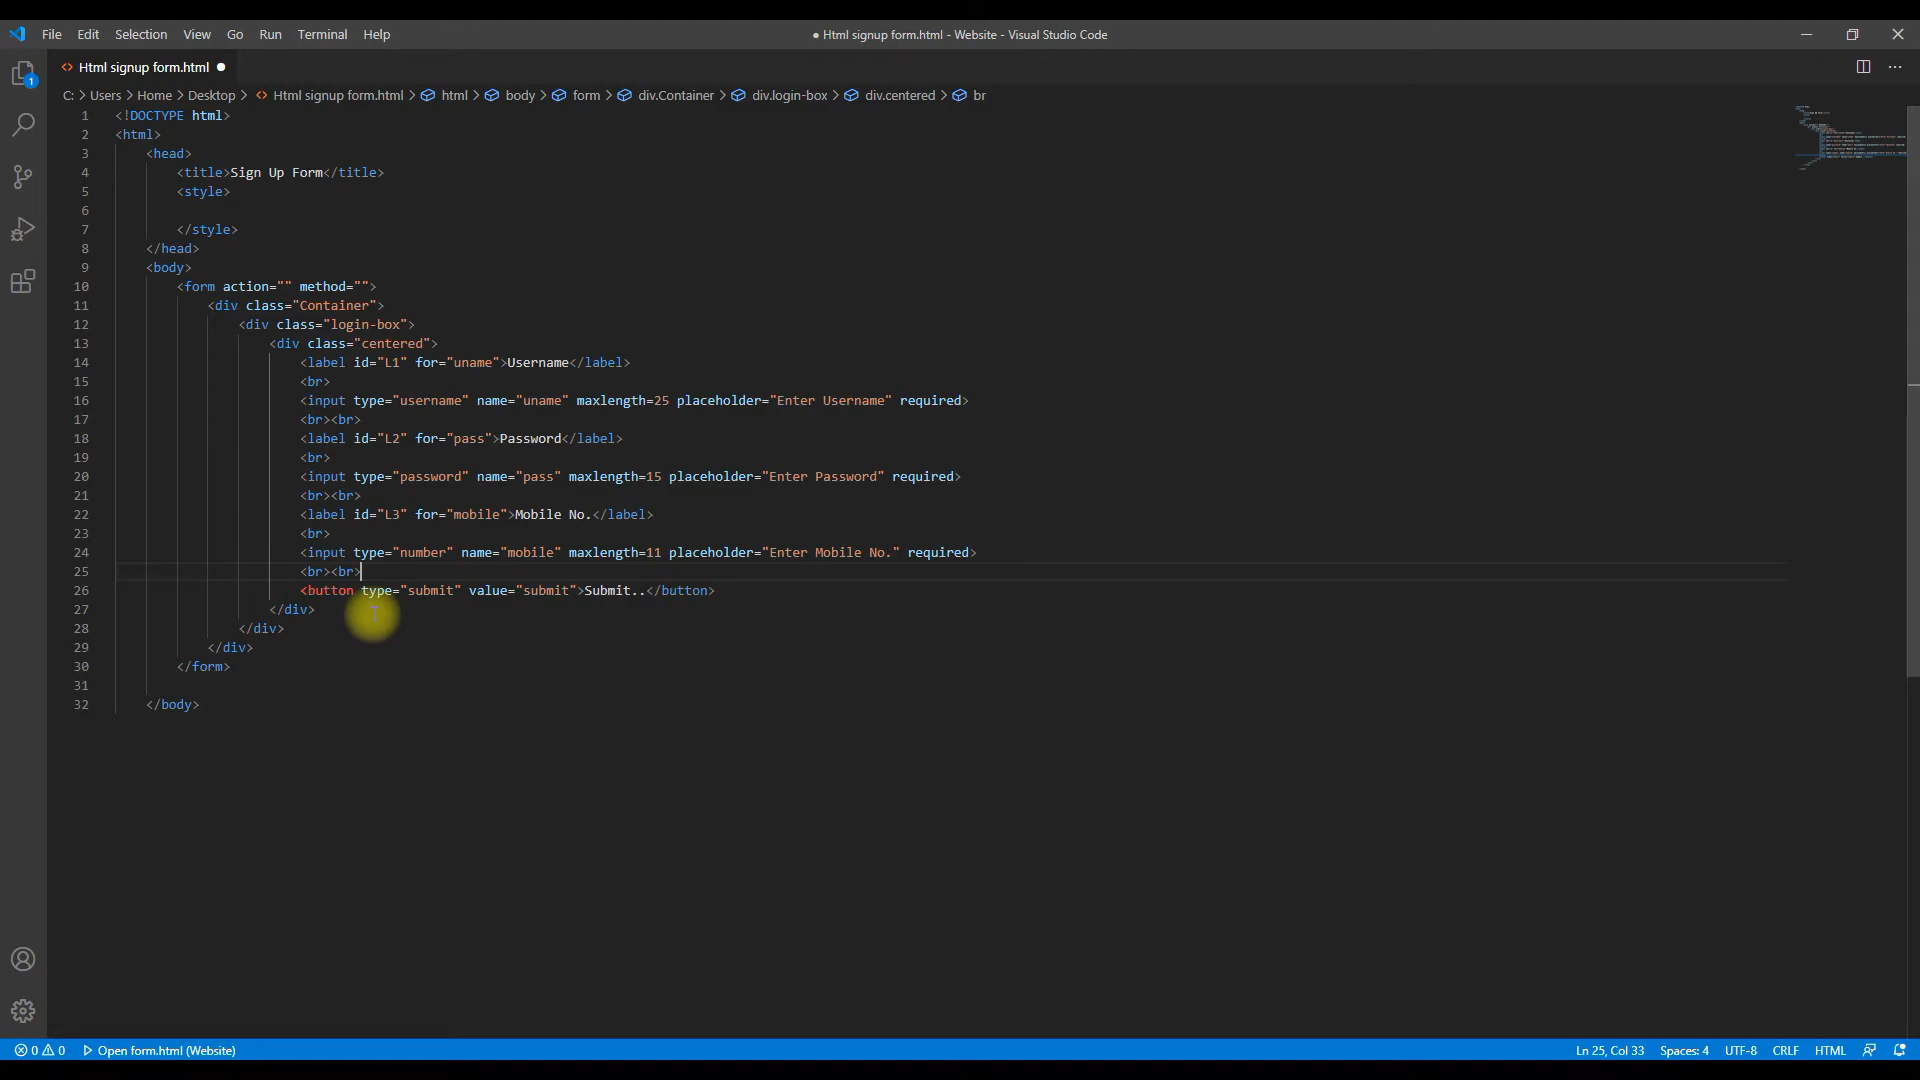 File Edit Selection View Go Run Terminal Help
● Html signup form.html - Website - Visual Studio Code
1
<> Html signup form.html ●
C: > Users > Home > Desktop > <> Html signup form.html > html > body > form > div.Container > div.login-box > div.centered > br
1 <!DOCTYPE html>
2 <html>
3 <head>
4 <title>Sign Up Form</title>
5 <style>
6
7 </style>
8 </head>
9 <body>
10 <form action="" method="">
11 <div class="Container">
12 <div class="login-box">
13 <div class="centered">
14 <label id="L1" for="uname">Username</label>
15 <br>
16 <input type="username" name="uname" maxlength=25 placeholder="Enter Username" required>
17 <br><br>
18 <label id="L2" for="pass">Password</label>
19 <br>
20 <input type="password" name="pass" maxlength=15 placeholder="Enter Password" required>
21 <br><br>
22 <label id="L3" for="mobile">Mobile No.</label>
23 <br>
24 <input type="number" name="mobile" maxlength=11 placeholder="Enter Mobile No." required>
25 <br><br>
26 <button type="submit" value="submit">Submit..</button>
27 </div>
28 </div>
29 </div>
30 </form>
31
32 </body>
0 0 Open form.html (Website)
Ln 25, Col 33 Spaces: 4 UTF-8 CRLF HTML